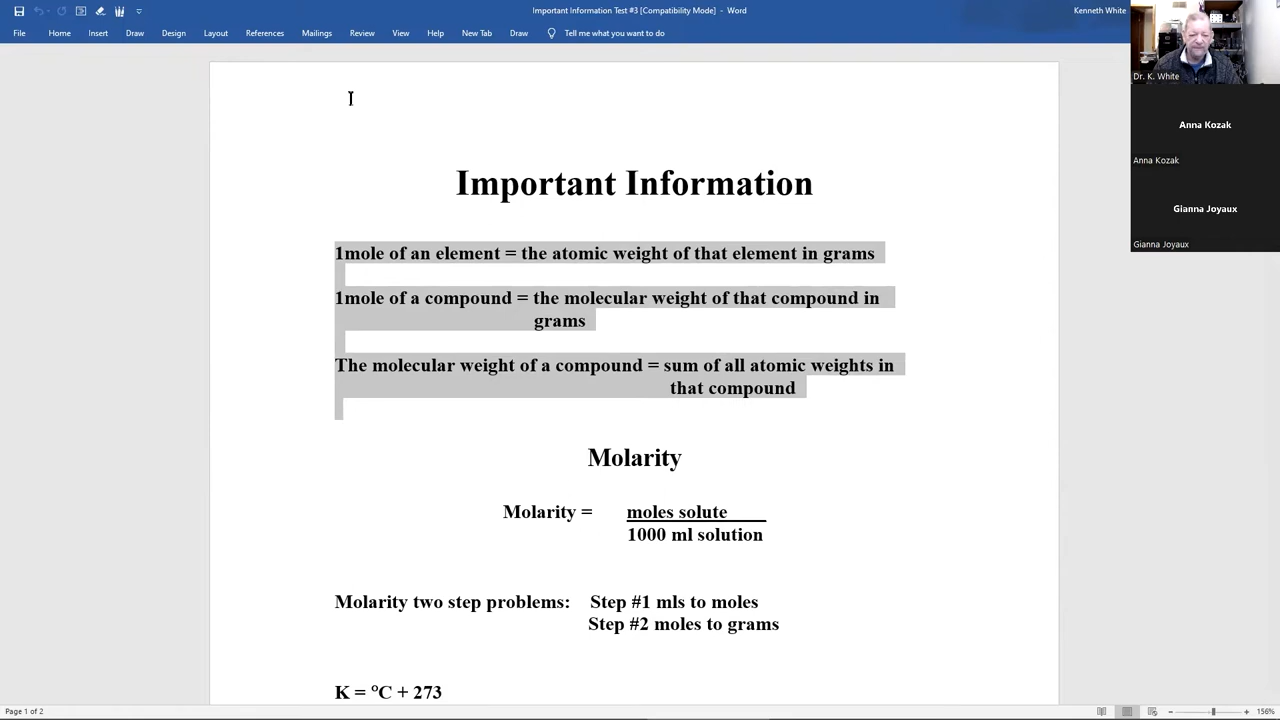 Important Information Test #3 [Compatibility Mode] - Word
Kenneth White
File Home Insert Draw Design Layout References Mailings Review View Help New Tab Draw Tell me what you want to do
Dr. K. White
Anna Kozak
Anna Kozak
Gianna Joyaux
Gianna Joyaux
Important Information
1mole of an element = the atomic weight of that element in grams
1mole of a compound = the molecular weight of that compound in
grams
The molecular weight of a compound = sum of all atomic weights in
that compound
Molarity
Molarity = moles solute
1000 ml solution
Molarity two step problems: Step #1 mls to moles
Step #2 moles to grams
K = °C + 273
Page 1 of 2
156%